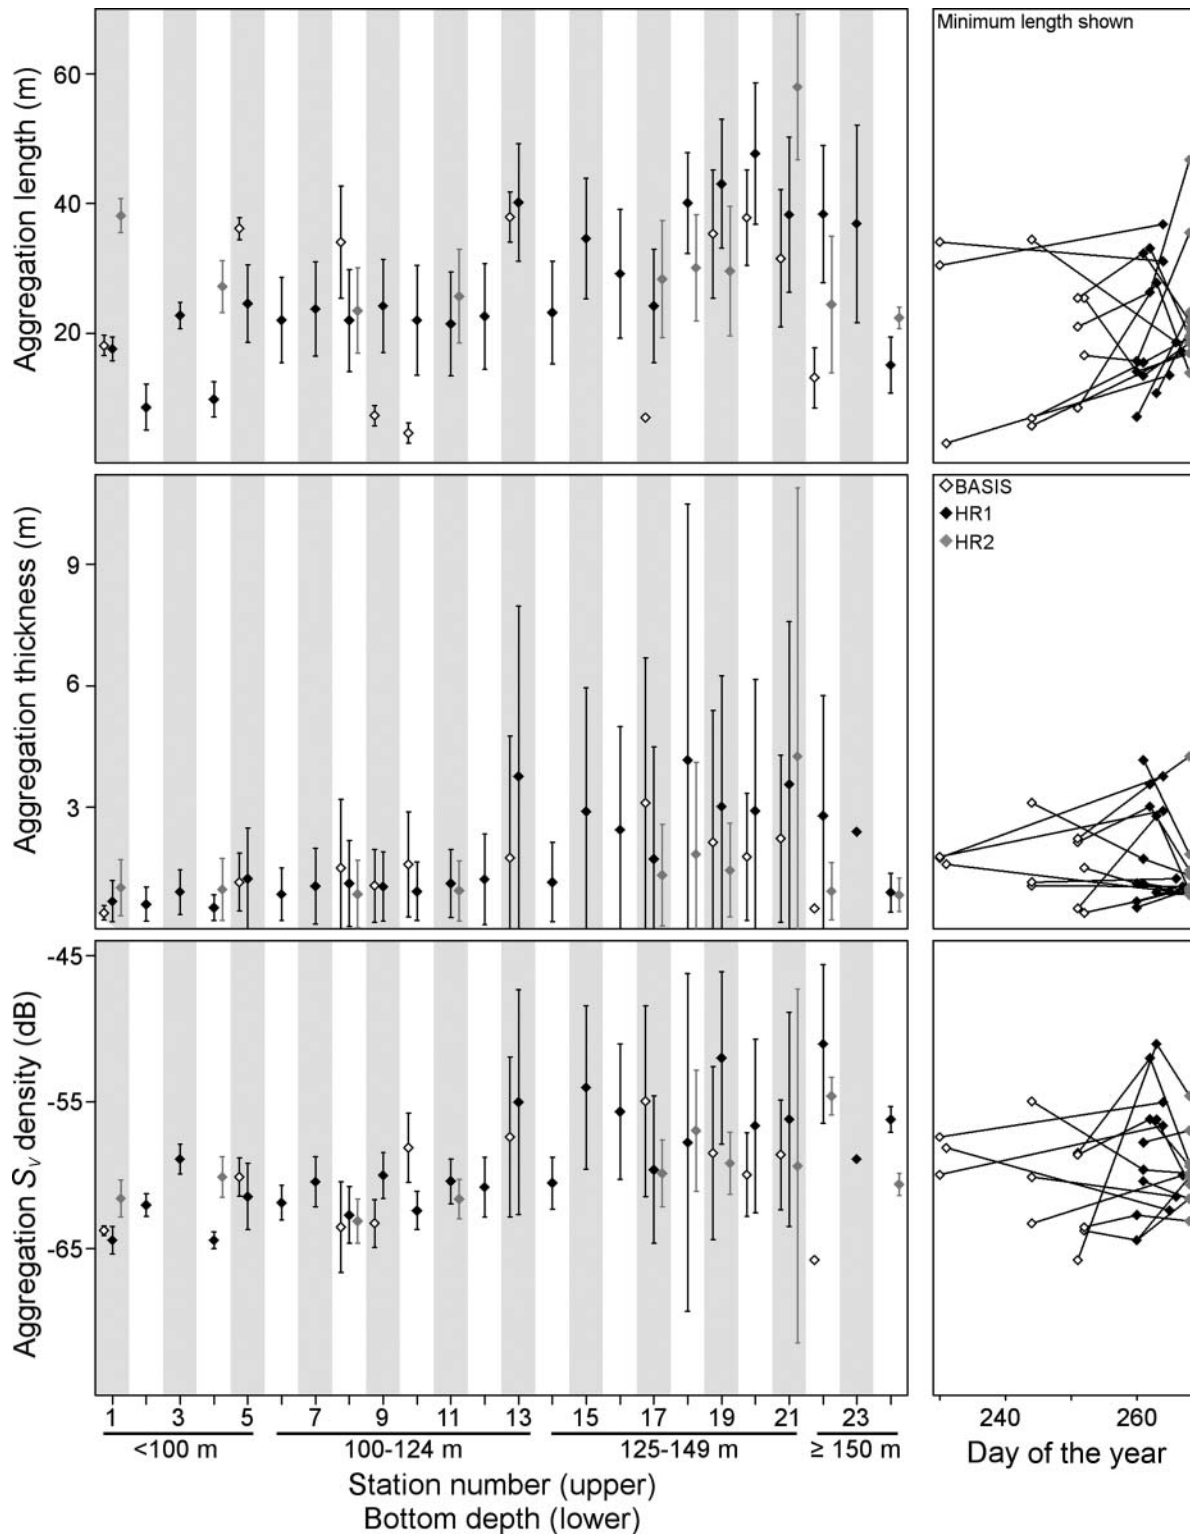 Aggregation length (m)
60
40
20
Minimum length shown
Aggregation thickness (m)
9
6
3
BASIS
HR1
HR2
Aggregation Sv density (dB)
-45
-55
-65
1 3 5 7 9 11 13 15 17 19 21 23
<100 m 100-124 m 125-149 m ≥ 150 m
Station number (upper)
Bottom depth (lower)
240 260
Day of the year